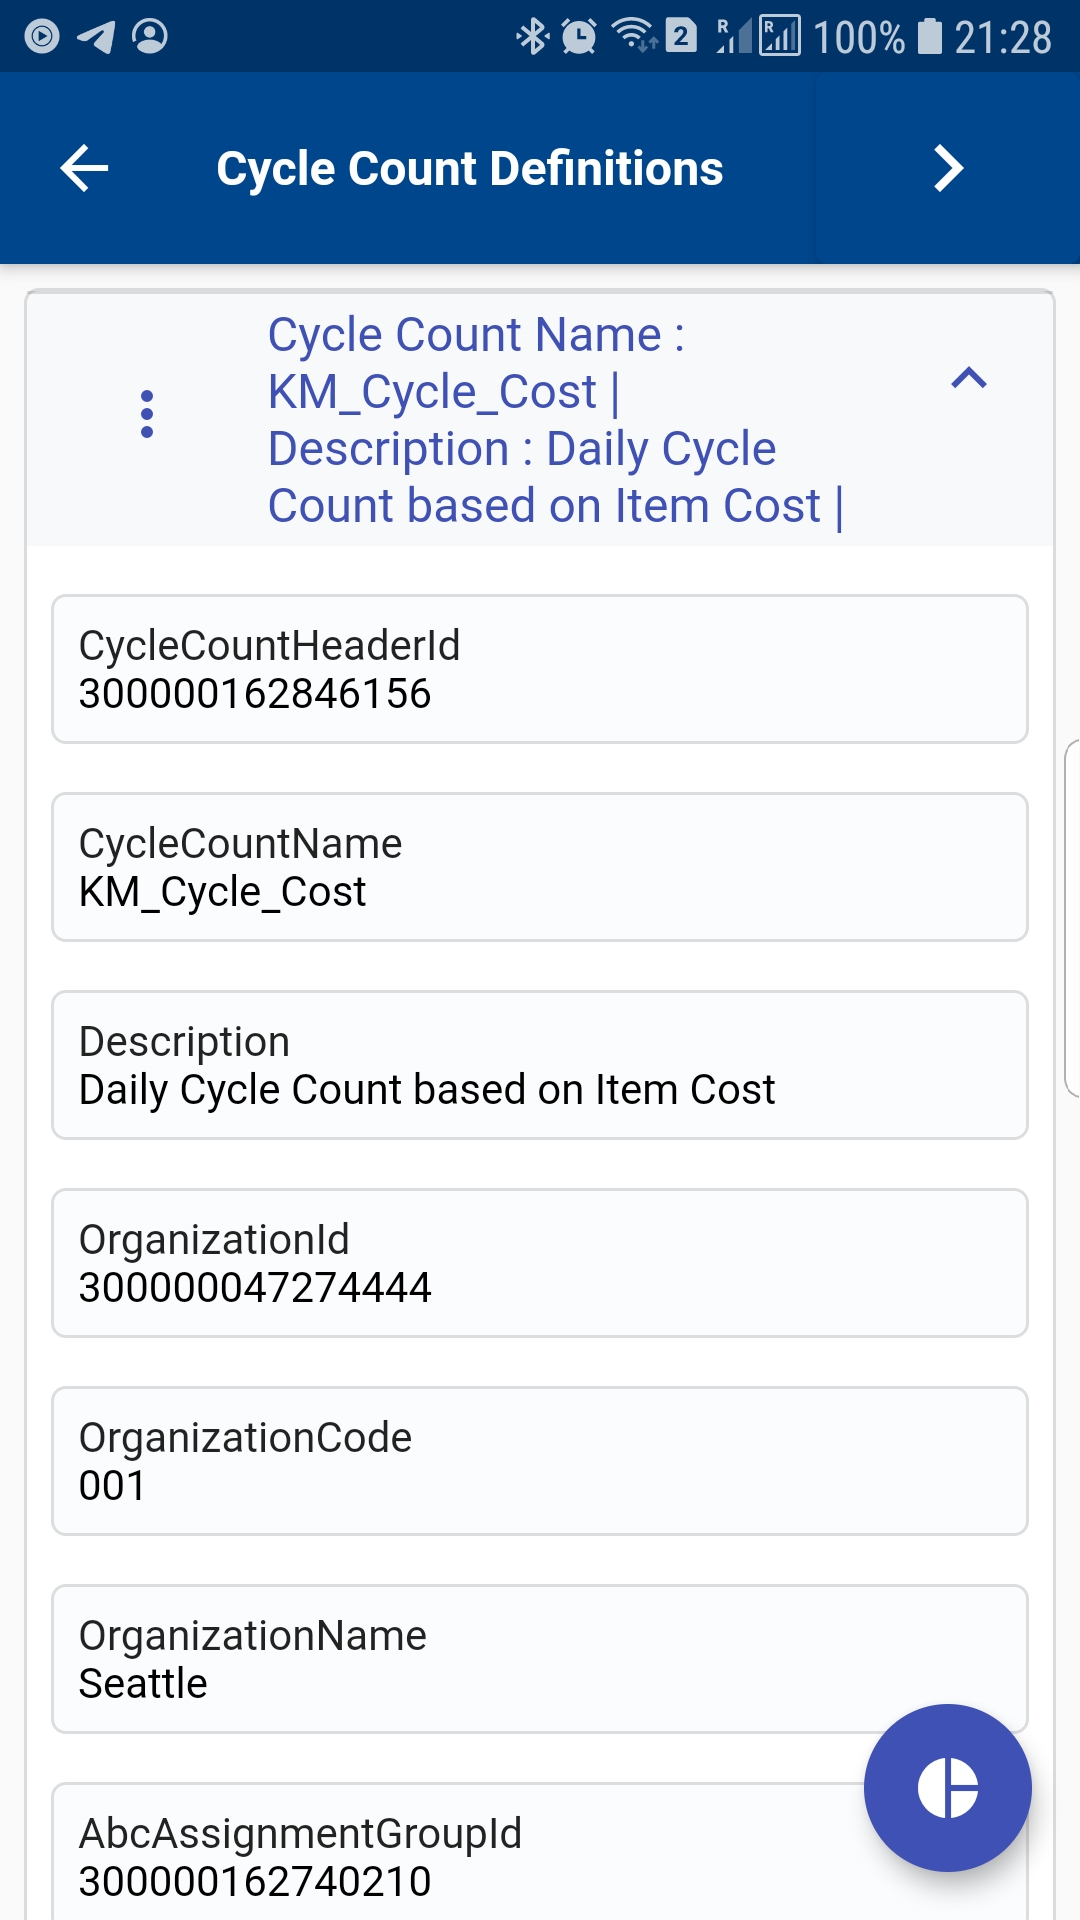 2 R R 100% 21:28
Cycle Count Definitions
Cycle Count Name :
KM_Cycle_Cost |
Description : Daily Cycle
Count based on Item Cost |
CycleCountHeaderId
300000162846156
CycleCountName
KM_Cycle_Cost
Description
Daily Cycle Count based on Item Cost
OrganizationId
300000047274444
OrganizationCode
001
OrganizationName
Seattle
AbcAssignmentGroupId
300000162740210